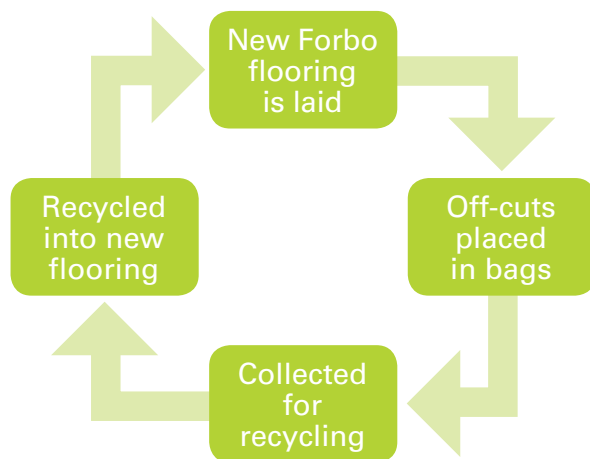 New Forbo
flooring
is laid
Off-cuts
placed
in bags
Collected
for
recycling
Recycled
into new
flooring